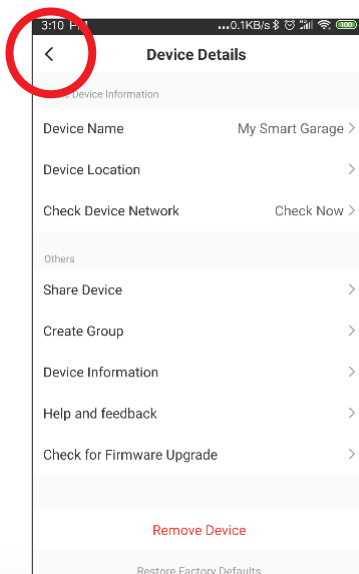 3:10 P
...0.1KB/s 100
Device Details
Device Information
Device Name My Smart Garage >
Device Location >
Check Device Network Check Now >
Others
Share Device >
Create Group >
Device Information >
Help and feedback >
Check for Firmware Upgrade >
Remove Device
Restore Factory Defaults